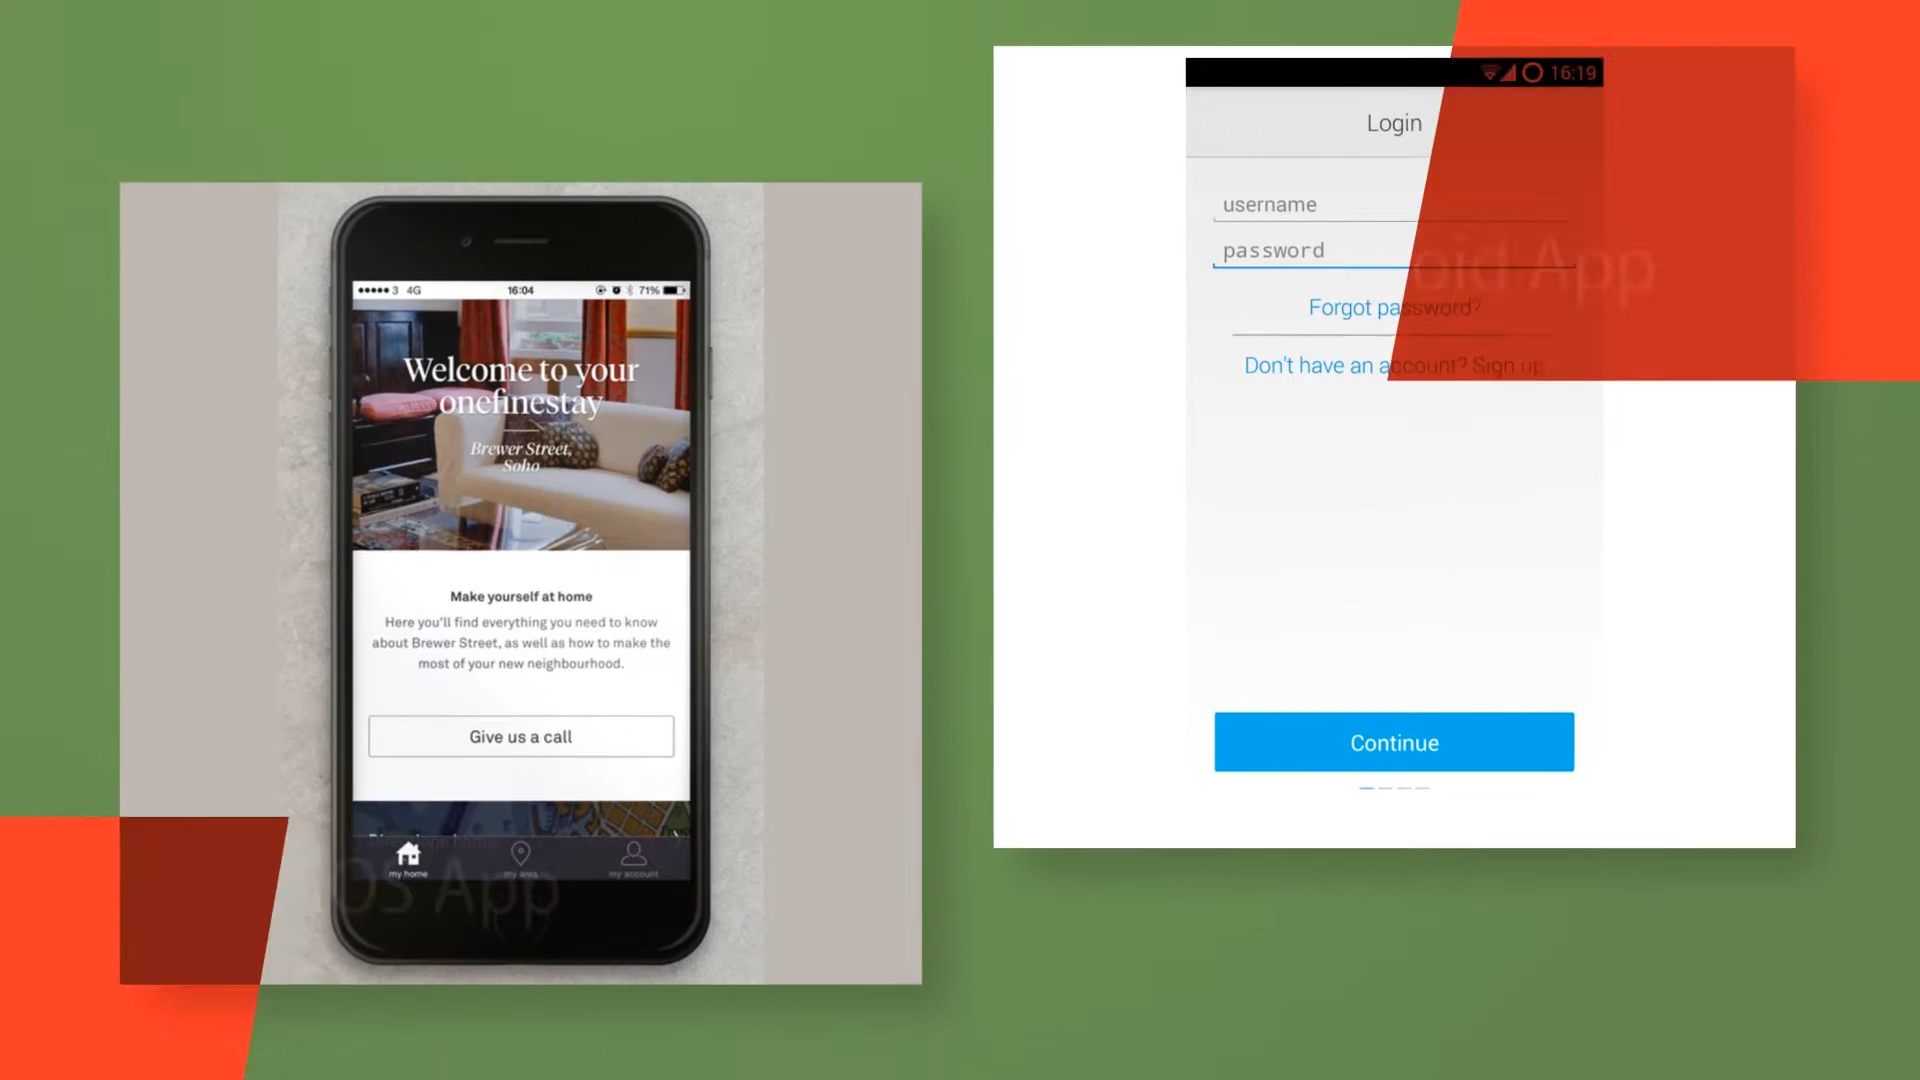 3 4G 16:04 71%
Welcome to your
onefinestay
Brewer Street,
Soho
Make yourself at home
Here you'll find everything you need to know
about Brewer Street, as well as how to make the
most of your new neighbourhood.
Give us a call
my home my area my account
OS App
16:19
Login
username
password
oid App
Forgot password?
Don't have an account? Sign up
Continue